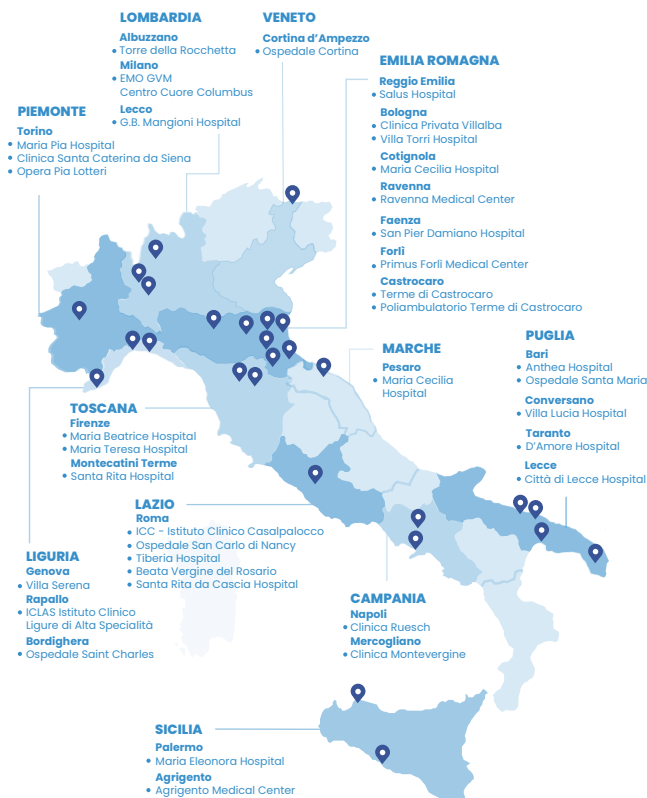 LOMBARDIA
Albuzzano
• Torre della Rocchetta
Milano
• EMO GVM
Centro Cuore Columbus
Lecco
• G.B. Mangioni Hospital
VENETO
Cortina d'Ampezzo
• Ospedale Cortina
EMILIA ROMAGNA
Reggio Emilia
• Salus Hospital
Bologna
• Clinica Privata Villalba
• Villa Torri Hospital
Cotignola
• Maria Cecilia Hospital
Ravenna
• Ravenna Medical Center
Faenza
• San Pier Damiano Hospital
Forlì
• Primus Forlì Medical Center
Castrocaro
• Terme di Castrocaro
• Poliambulatorio Terme di Castrocaro
PIEMONTE
Torino
• Maria Pia Hospital
• Clinica Santa Caterina da Siena
• Opera Pia Lotteri
MARCHE
Pesaro
• Maria Cecilia
Hospital
PUGLIA
Bari
• Anthea Hospital
• Ospedale Santa Maria
Conversano
• Villa Lucia Hospital
Taranto
• D'Amore Hospital
Lecce
• Città di Lecce Hospital
TOSCANA
Firenze
• Maria Beatrice Hospital
• Maria Teresa Hospital
Montecatini Terme
• Santa Rita Hospital
LAZIO
Roma
• ICC - Istituto Clinico Casalpalocco
• Ospedale San Carlo di Nancy
• Tiberia Hospital
• Beata Vergine del Rosario
• Santa Rita da Cascia Hospital
LIGURIA
Genova
• Villa Serena
Rapallo
• ICLAS Istituto Clinico
Ligure di Alta Specialità
Bordighera
• Ospedale Saint Charles
CAMPANIA
Napoli
• Clinica Ruesch
Mercogliano
• Clinica Montevergine
SICILIA
Palermo
• Maria Eleonora Hospital
Agrigento
• Agrigento Medical Center